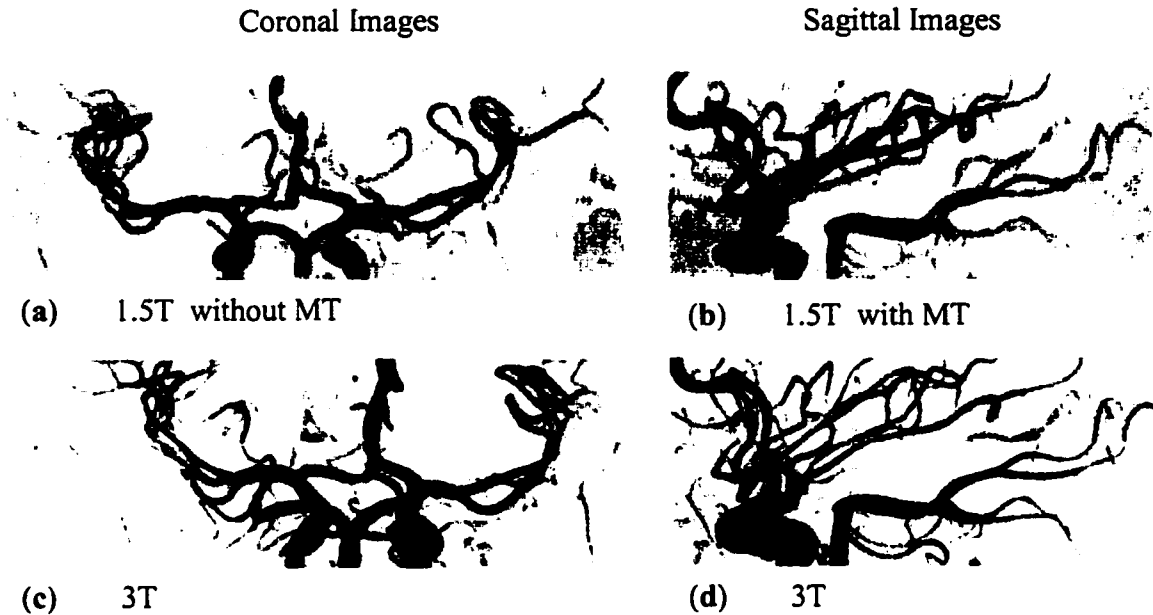 Coronal Images
Sagittal Images
(a) 1.5T without MT
(b) 1.5T with MT
(c) 3T
(d) 3T